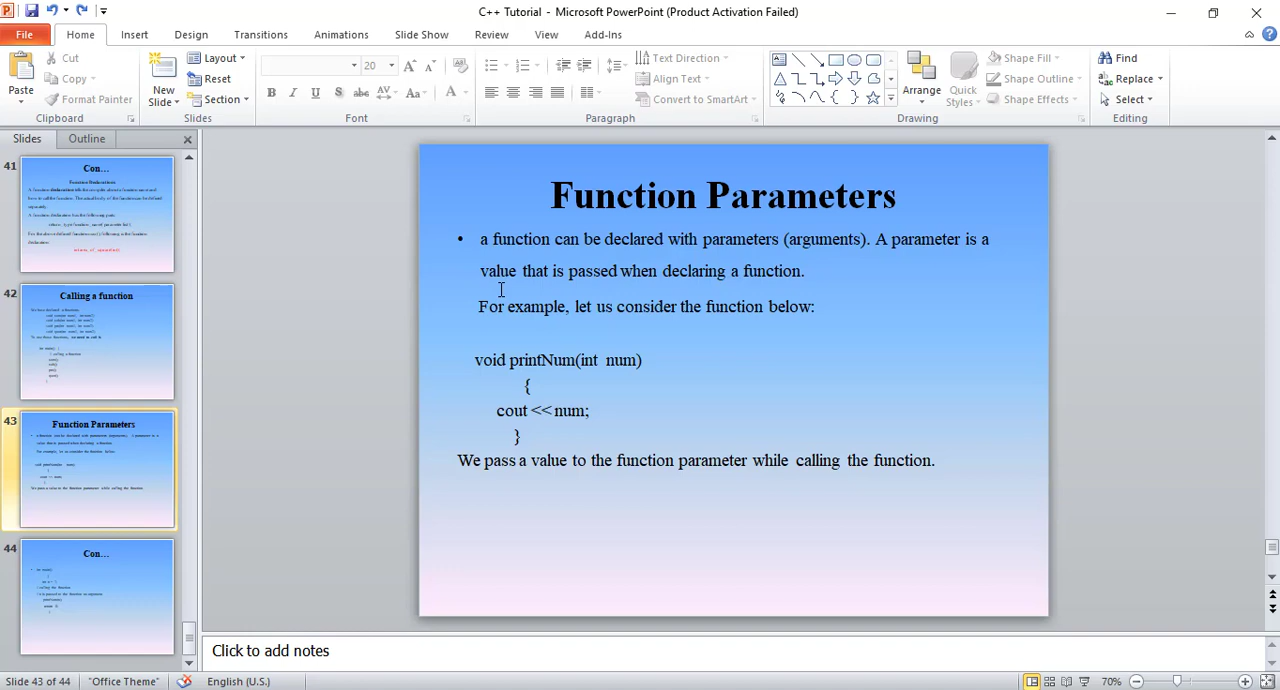 C++ Tutorial - Microsoft PowerPoint (Product Activation Failed)
File Home Insert Design Transitions Animations Slide Show Review View Add-Ins
Paste
Cut
Copy
Format Painter
Clipboard
New Slide
Layout
Reset
Section
Slides
20
Font
Text Direction
Align Text
Convert to SmartArt
Paragraph
Arrange
Quick Styles
Shape Fill
Shape Outline
Shape Effects
Drawing
Find
Replace
Select
Editing
Slides Outline
41
Con...
Function Declarations
42
Calling a function
43
Function Parameters
44
Con...
Function Parameters
• a function can be declared with parameters (arguments). A parameter is a
value that is passed when declaring a function.
For example, let us consider the function below:
void printNum(int num)
{
cout << num;
}
We pass a value to the function parameter while calling the function.
Click to add notes
Slide 43 of 44 "Office Theme" English (U.S.) 70%